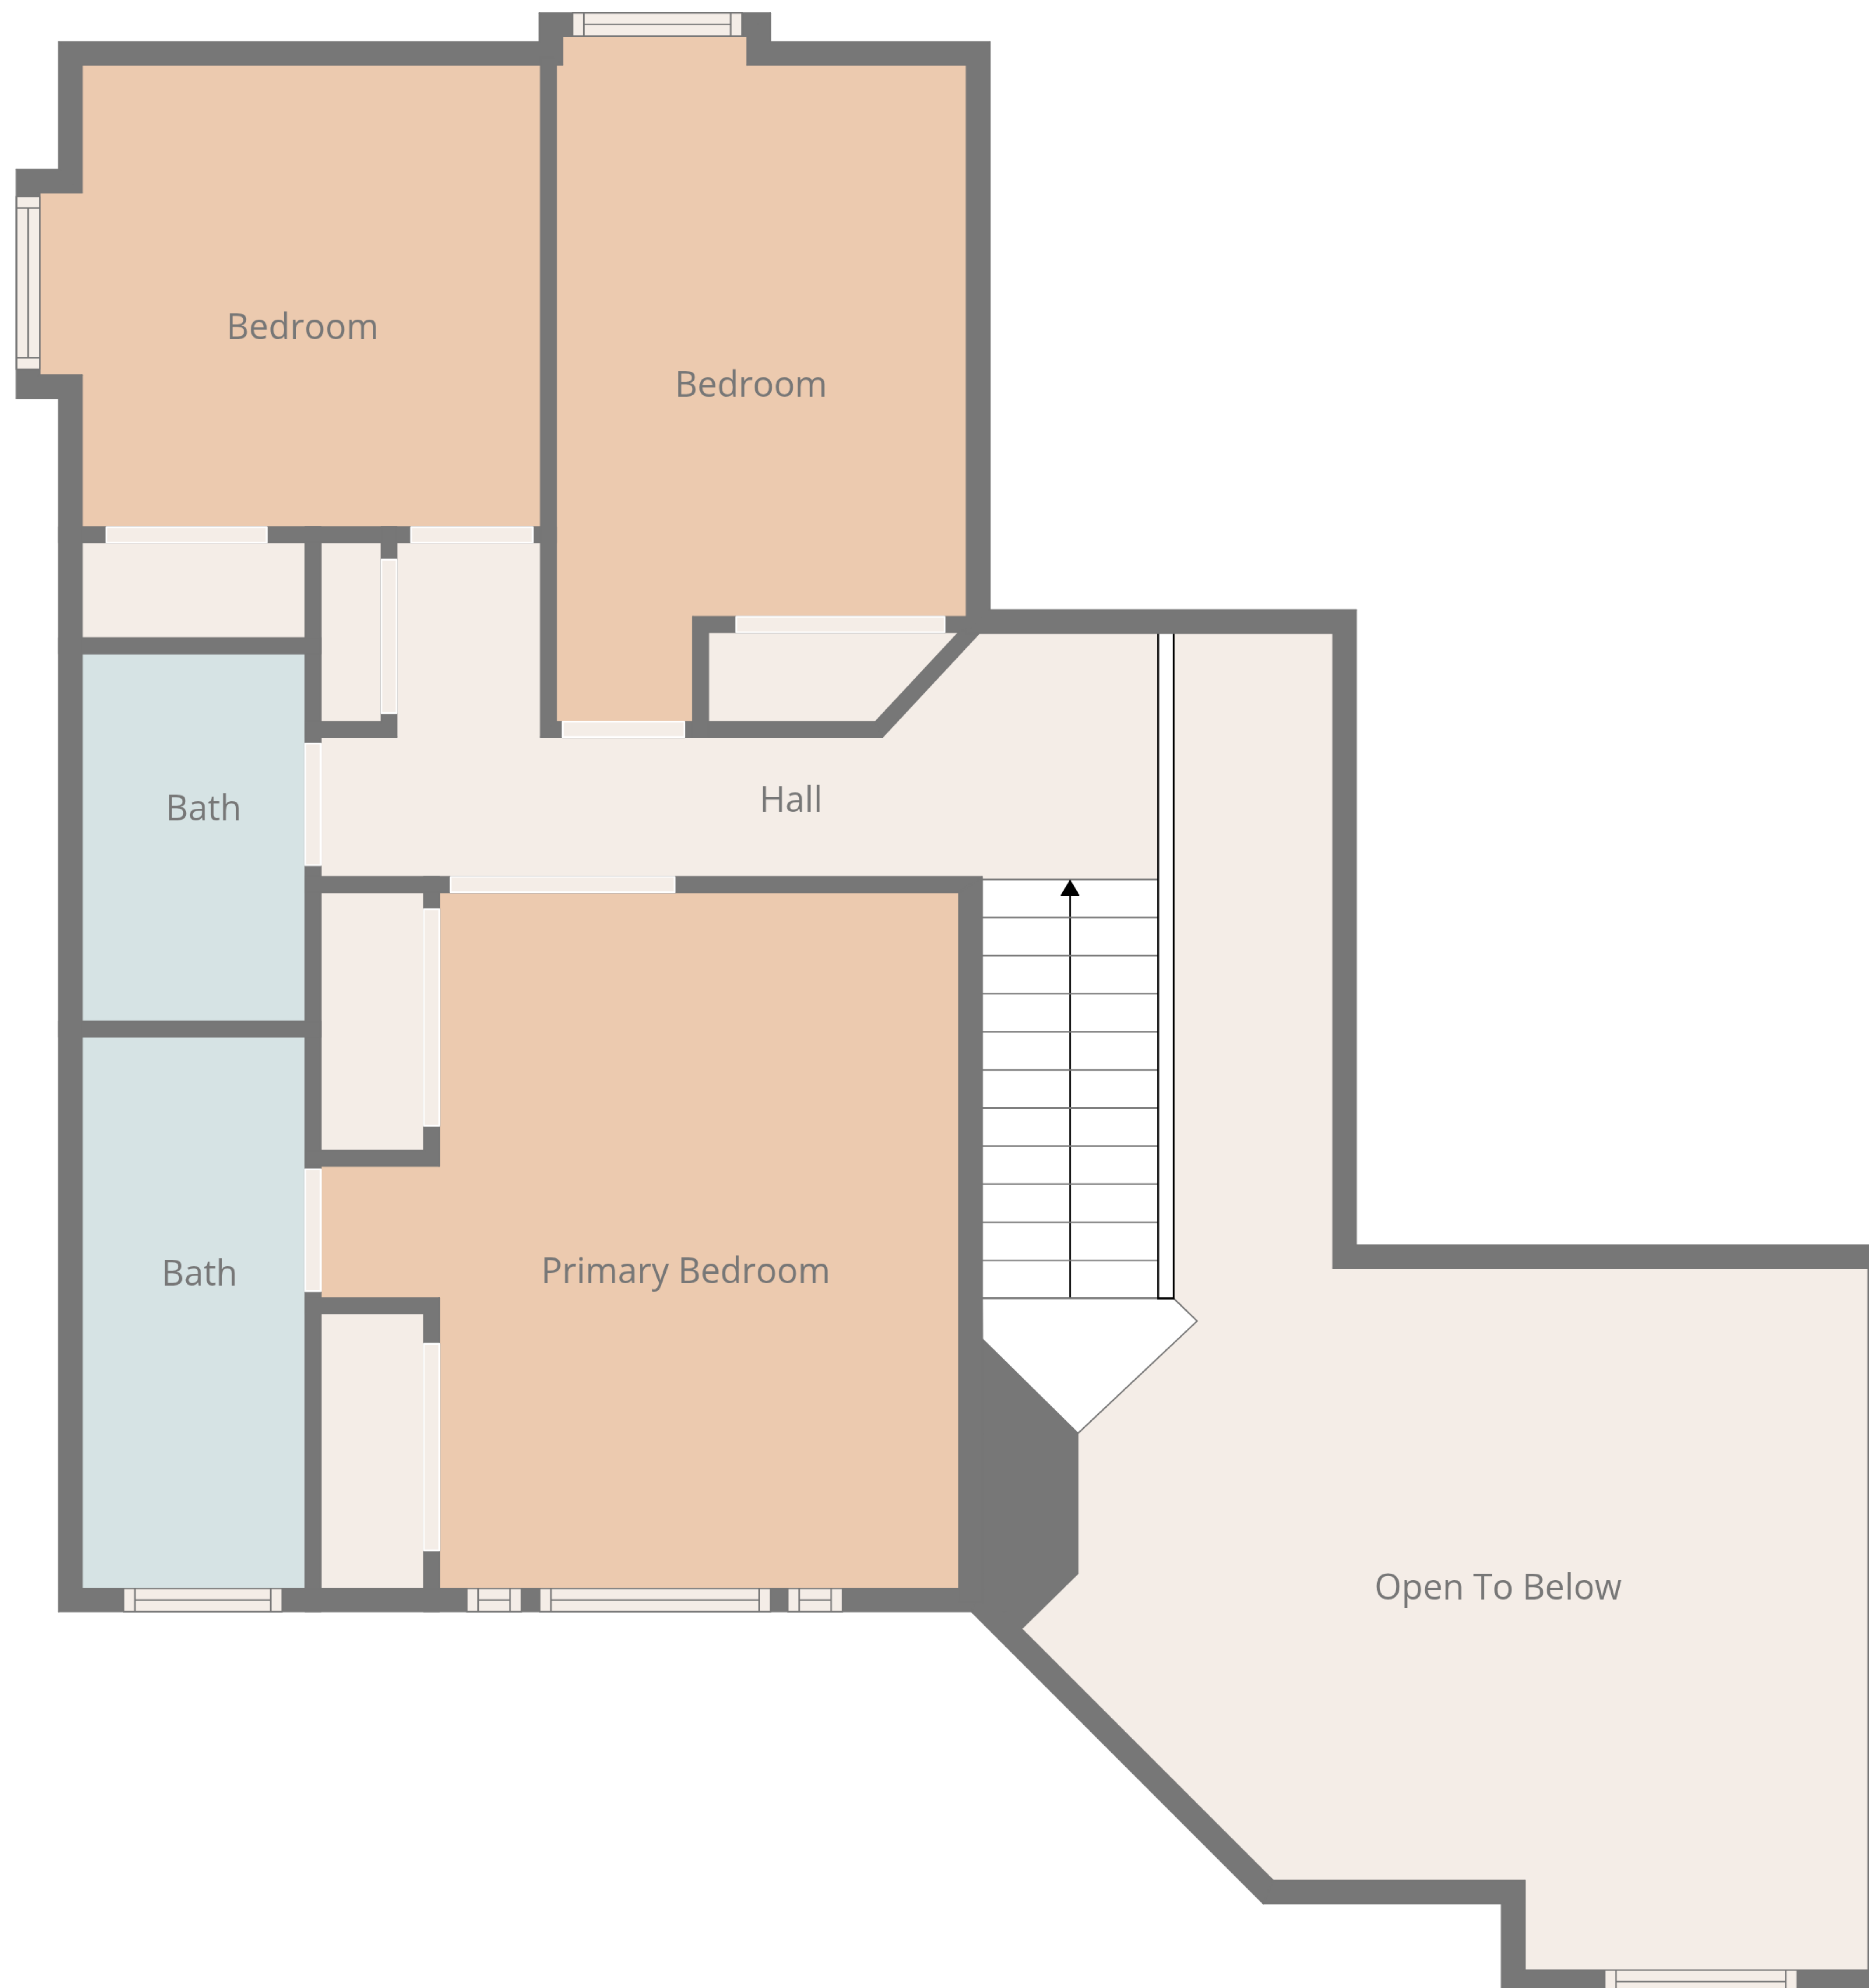 Bedroom
Bedroom
Hall
Bath
Primary Bedroom
Bath
Open To Below